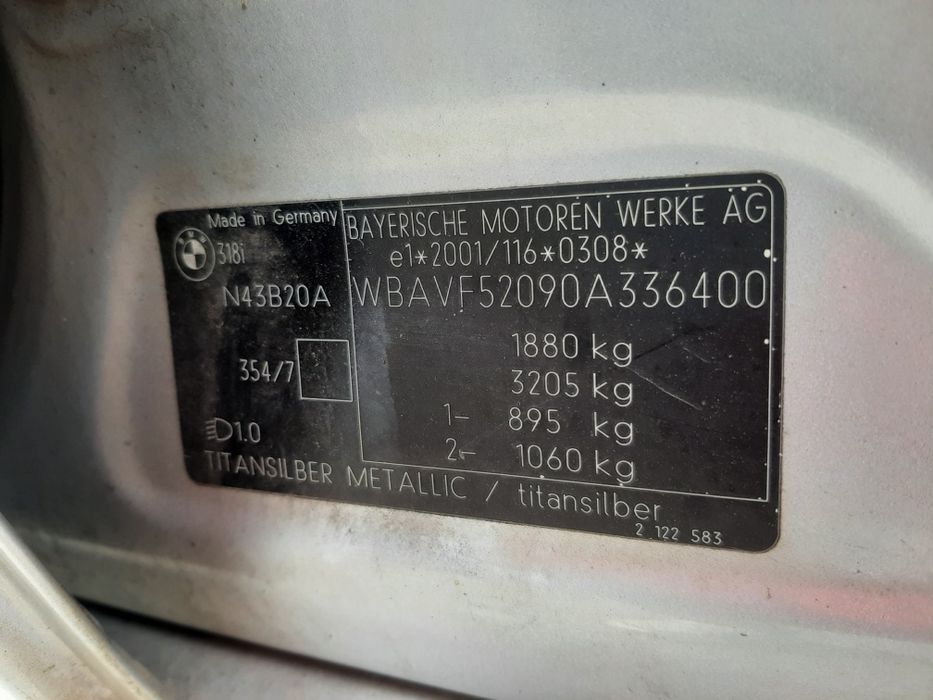 Made in Germany
BMW
318i
N43B20A
354/7
1.0
BAYERISCHE MOTOREN WERKE AG
e1*2001/116*0308*
WBAVF52090A336400
1880 kg
3205 kg
1- 895 kg
2- 1060 kg
TITANSILBER METALLIC / titansilber
2 122 583